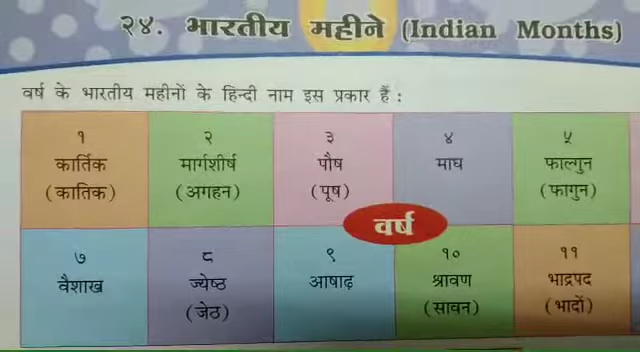 २४. भारतीय महीने (Indian Months)
वर्ष के भारतीय महीनों के हिन्दी नाम इस प्रकार हैं :
१
कार्तिक
(कातिक)
२
मार्गशीर्ष
(अगहन)
३
पौष
(पूष)
४
माघ
५
फाल्गुन
(फागुन)
वर्ष
७
वैशाख
८
ज्येष्ठ
(जेठ)
९
आषाढ़
१०
श्रावण
(सावन)
११
भाद्रपद
(भादों)